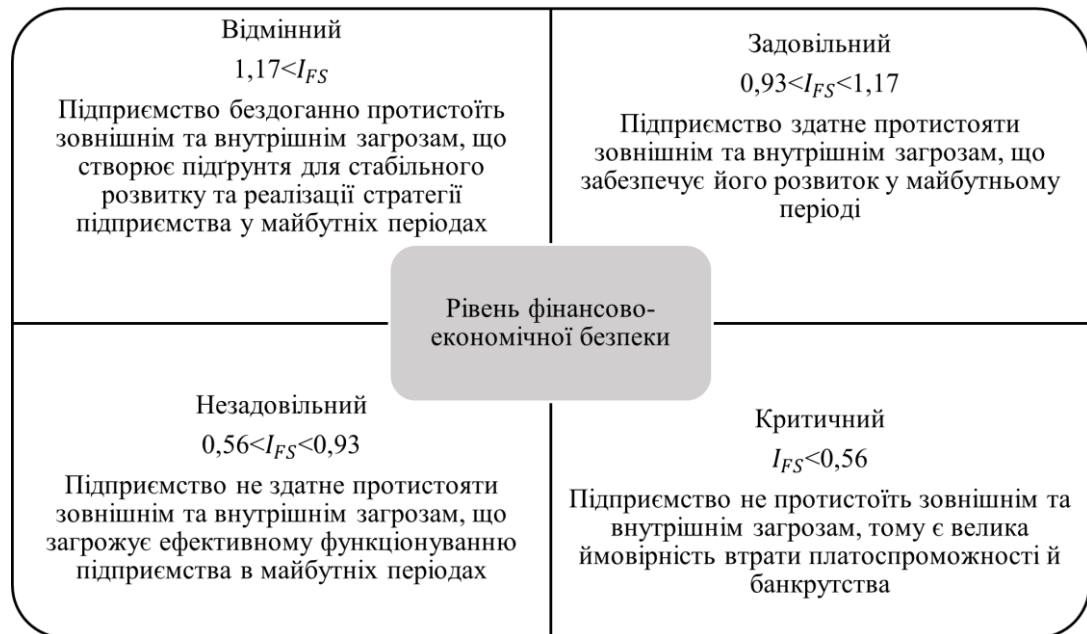 Відмінний
1,17<I_FS
Підприємство бездоганно протистоїть
зовнішнім та внутрішнім загрозам, що
створює підґрунтя для стабільного
розвитку та реалізації стратегії
підприємства у майбутніх періодах
Задовільний
0,93<I_FS<1,17
Підприємство здатне протистояти
зовнішнім та внутрішнім загрозам, що
забезпечує його розвиток у майбутньому
періоді
Рівень фінансово-
економічної безпеки
Незадовільний
0,56<I_FS<0,93
Підприємство не здатне протистояти
зовнішнім та внутрішнім загрозам, що
загрожує ефективному функціонуванню
підприємства в майбутніх періодах
Критичний
I_FS<0,56
Підприємство не протистоїть зовнішнім та
внутрішнім загрозам, тому є велика
ймовірність втрати платоспроможності й
банкрутства